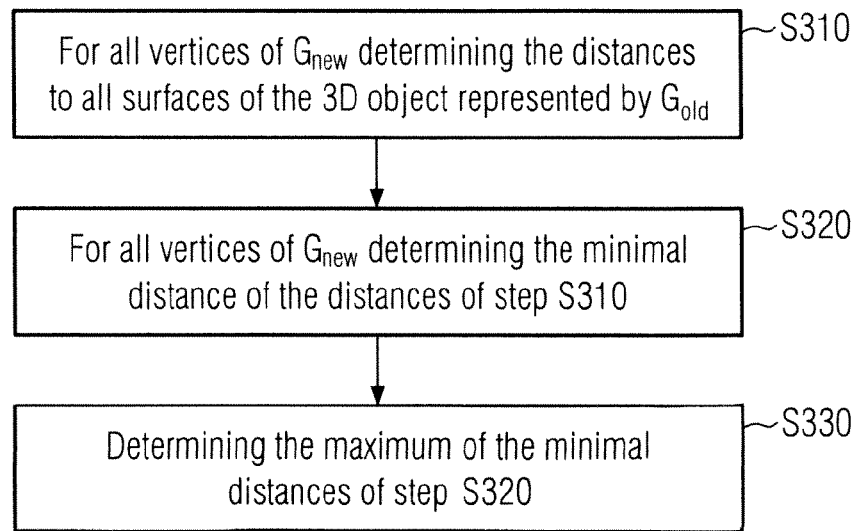 For all vertices of Gnew determining the distances
to all surfaces of the 3D object represented by Gold
S310
For all vertices of Gnew determining the minimal
distance of the distances of step S310
S320
Determining the maximum of the minimal
distances of step S320
S330